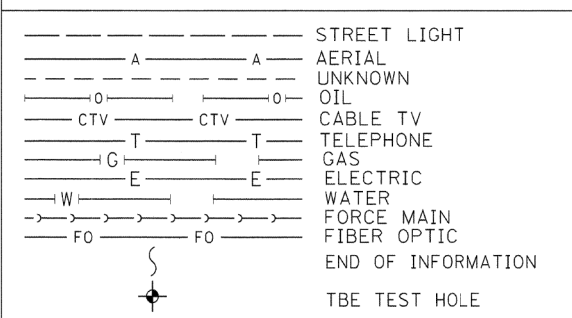 STREET LIGHT
A A AERIAL
UNKNOWN
O O OIL
CTV CTV CABLE TV
T T TELEPHONE
G GAS
E E ELECTRIC
W WATER
FORCE MAIN
FO FO FIBER OPTIC
END OF INFORMATION
TBE TEST HOLE